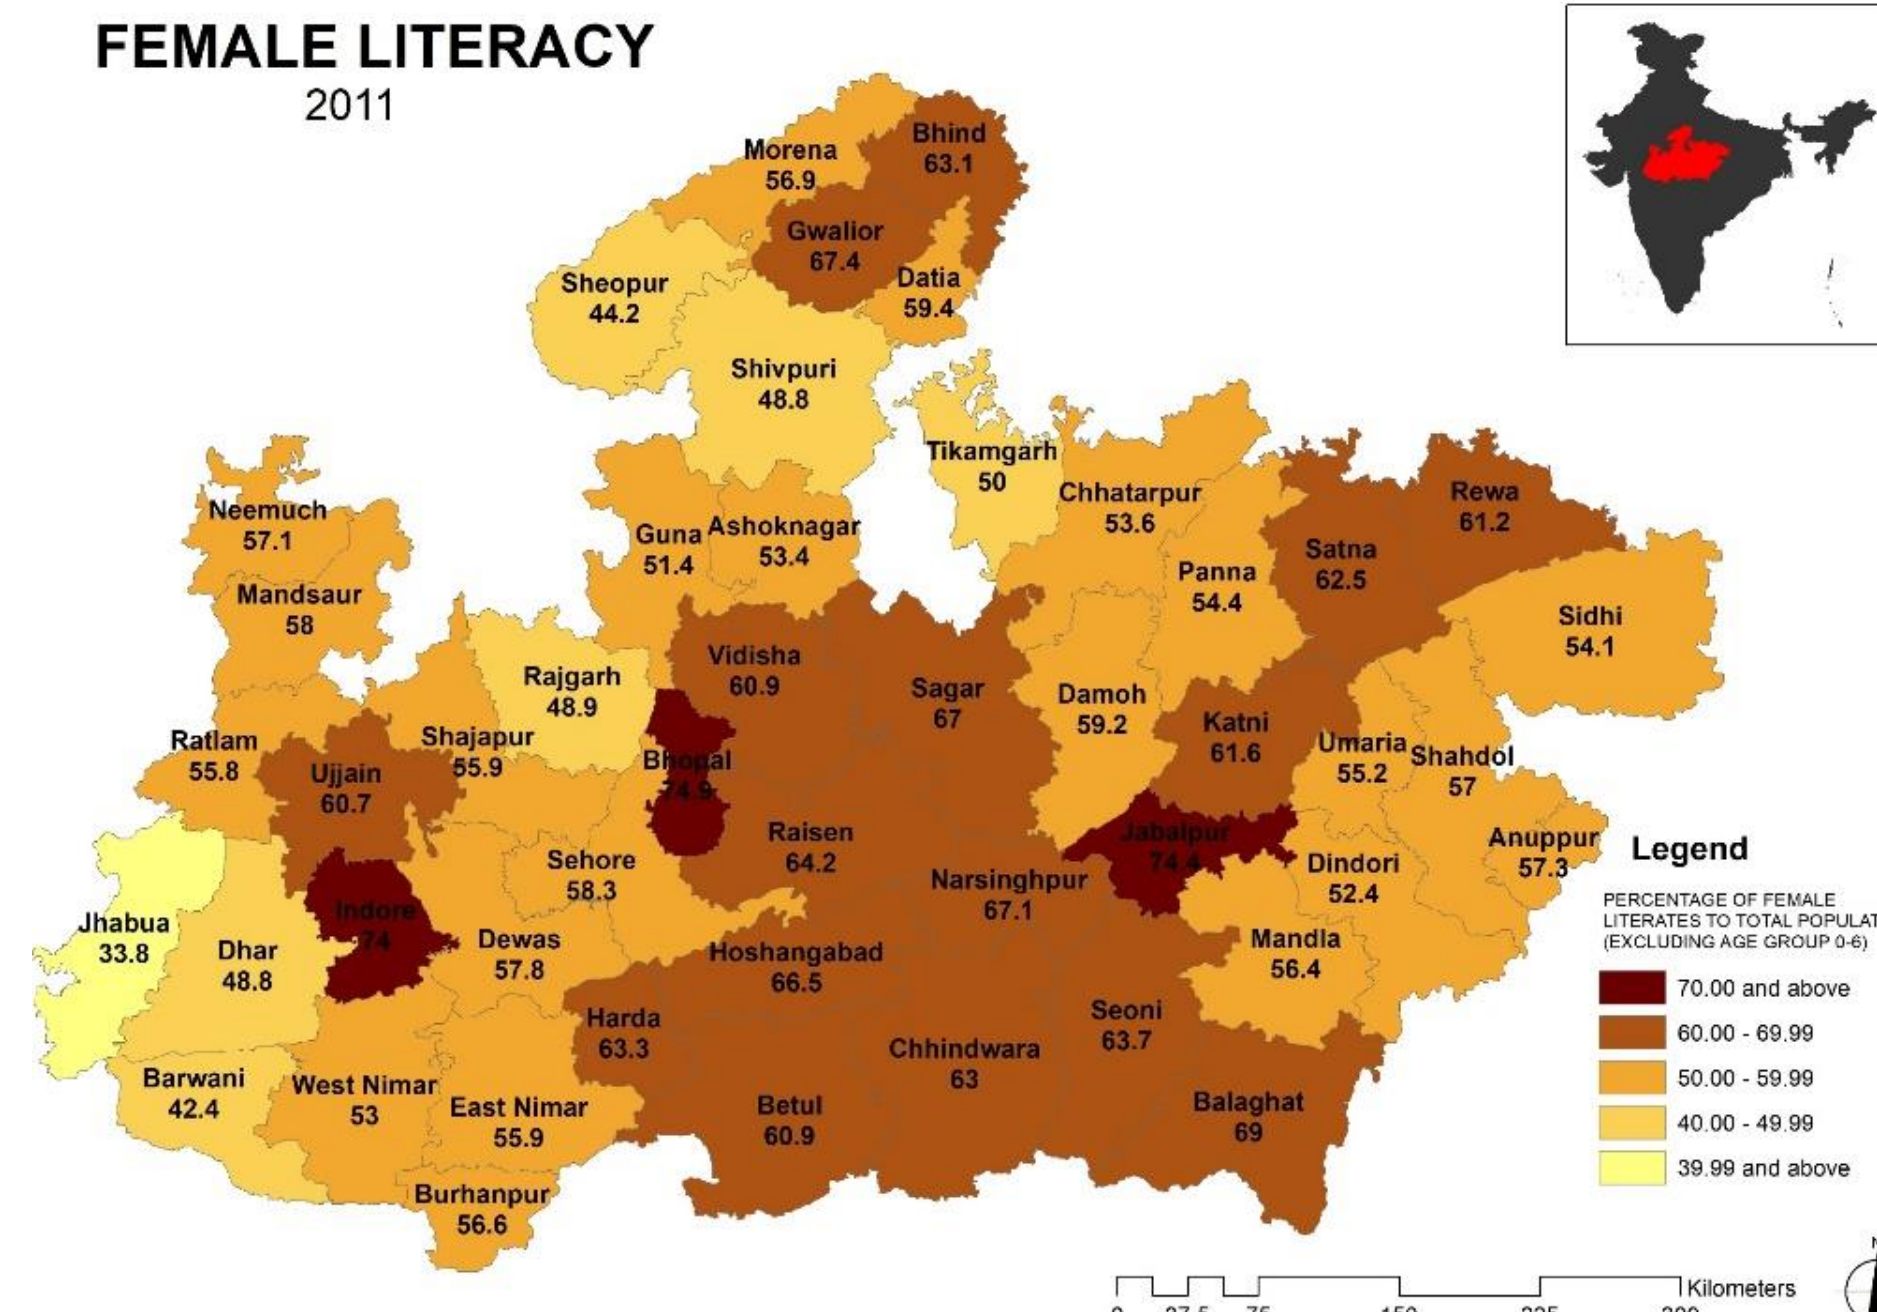 FEMALE LITERACY
2011
Morena
56.9
Bhind
63.1
Gwalior
67.4
Datia
59.4
Sheopur
44.2
Shivpuri
48.8
Tikamgarh
50
Chhatarpur
53.6
Rewa
61.2
Satna
62.5
Panna
54.4
Sidhi
54.1
Neemuch
57.1
Mandsaur
58
Guna
51.4
Ashoknagar
53.4
Vidisha
60.9
Rajgarh
48.9
Sagar
67
Damoh
59.2
Katni
61.6
Umaria
55.2
Shahdol
57
Ratlam
55.8
Ujjain
60.7
Shajapur
55.9
Bhopal
74.9
Raisen
64.2
Jabalpur
74.4
Dindori
52.4
Anuppur
57.3
Sehore
58.3
Narsinghpur
67.1
Jhabua
33.8
Dhar
48.8
Indore
74
Dewas
57.8
Hoshangabad
66.5
Mandla
56.4
Harda
63.3
Seoni
63.7
Chhindwara
63
Barwani
42.4
West Nimar
53
East Nimar
55.9
Betul
60.9
Balaghat
69
Burhanpur
56.6
Legend
PERCENTAGE OF FEMALE
LITERATES TO TOTAL POPULAT
(EXCLUDING AGE GROUP 0-6)
70.00 and above
60.00 - 69.99
50.00 - 59.99
40.00 - 49.99
39.99 and above
N
Kilometers